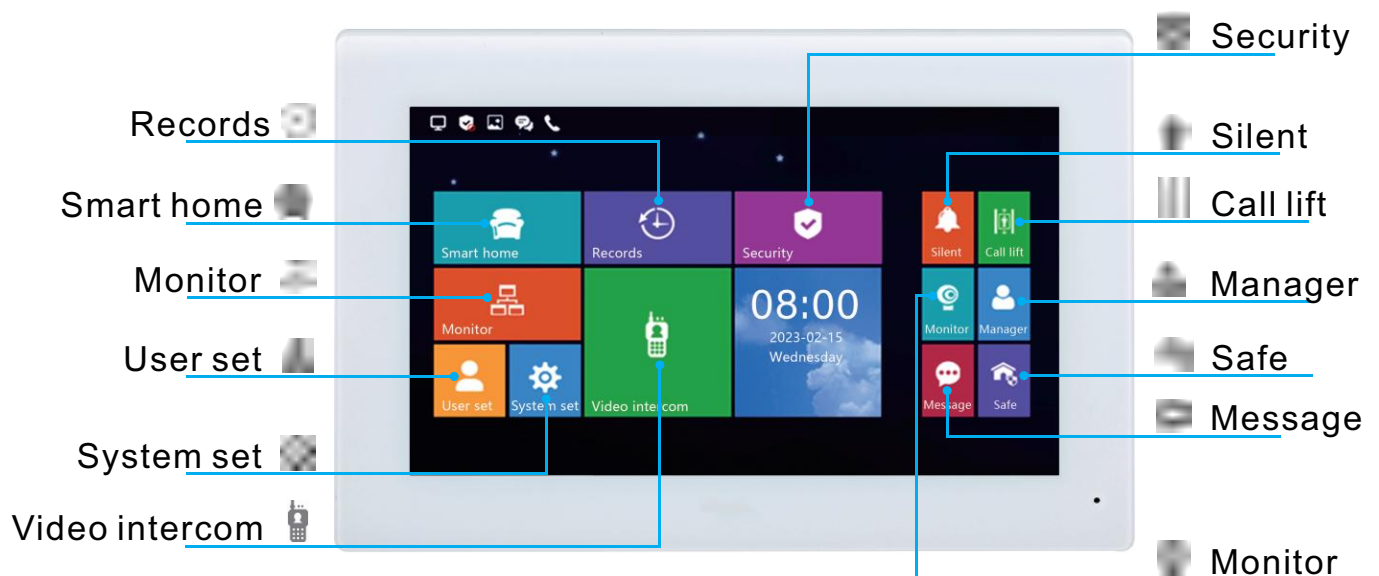 Security
Records
Silent
Smart home
Call lift
Monitor
Manager
User set
Safe
Message
System set
Video intercom
Monitor
Smart home
Records
Security
Silent
Call lift
Monitor
08:00
2023-02-15
Wednesday
Monitor
Manager
User set
System set
Video intercom
Message
Safe